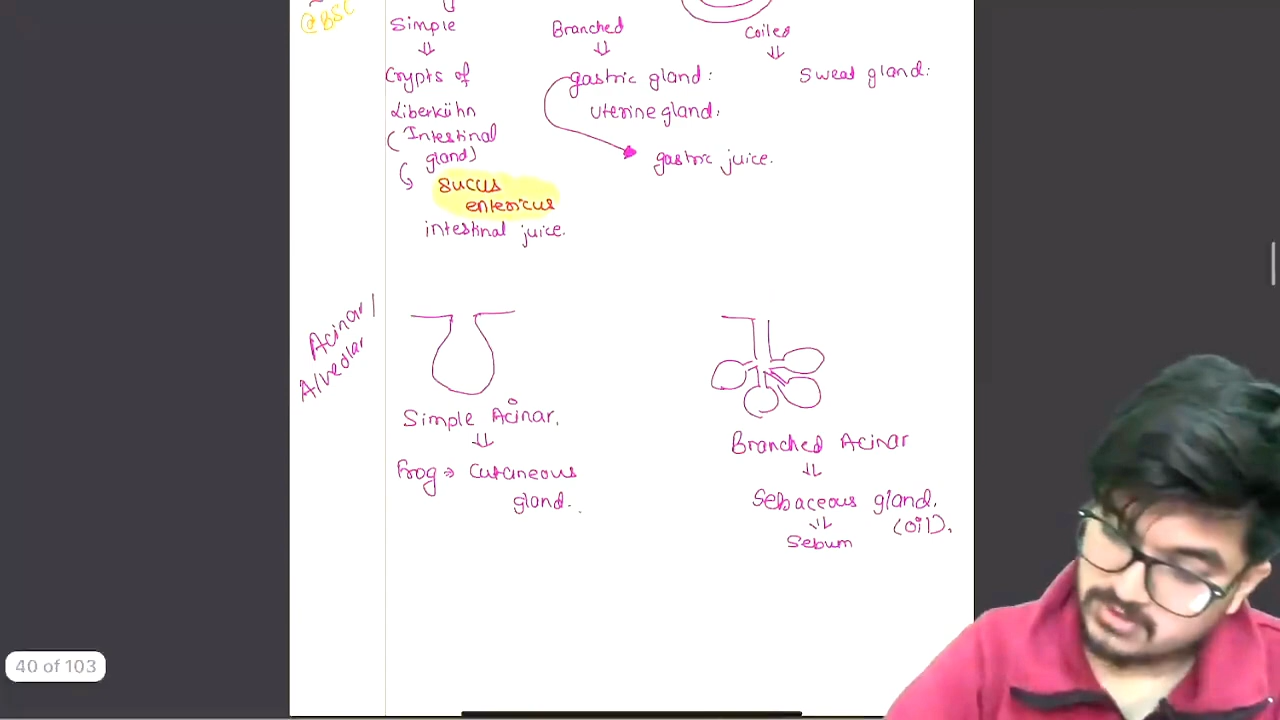 @BSC
Simple
Branched
Coiled
⇓
⇓
⇓
Crypts of
gastric gland:
Sweat gland:
Liberkühn
uterine gland:
(Intestinal
gland)
gastric juice.
Succus
entericus
intestinal juice.
Acinar/
Alveolar
Simple Acinar.
⇓
Frog → Cutaneous
gland.
Branched Acinar
⇓
Sebaceous gland.
(oil).
⇓
Sebum
40 of 103